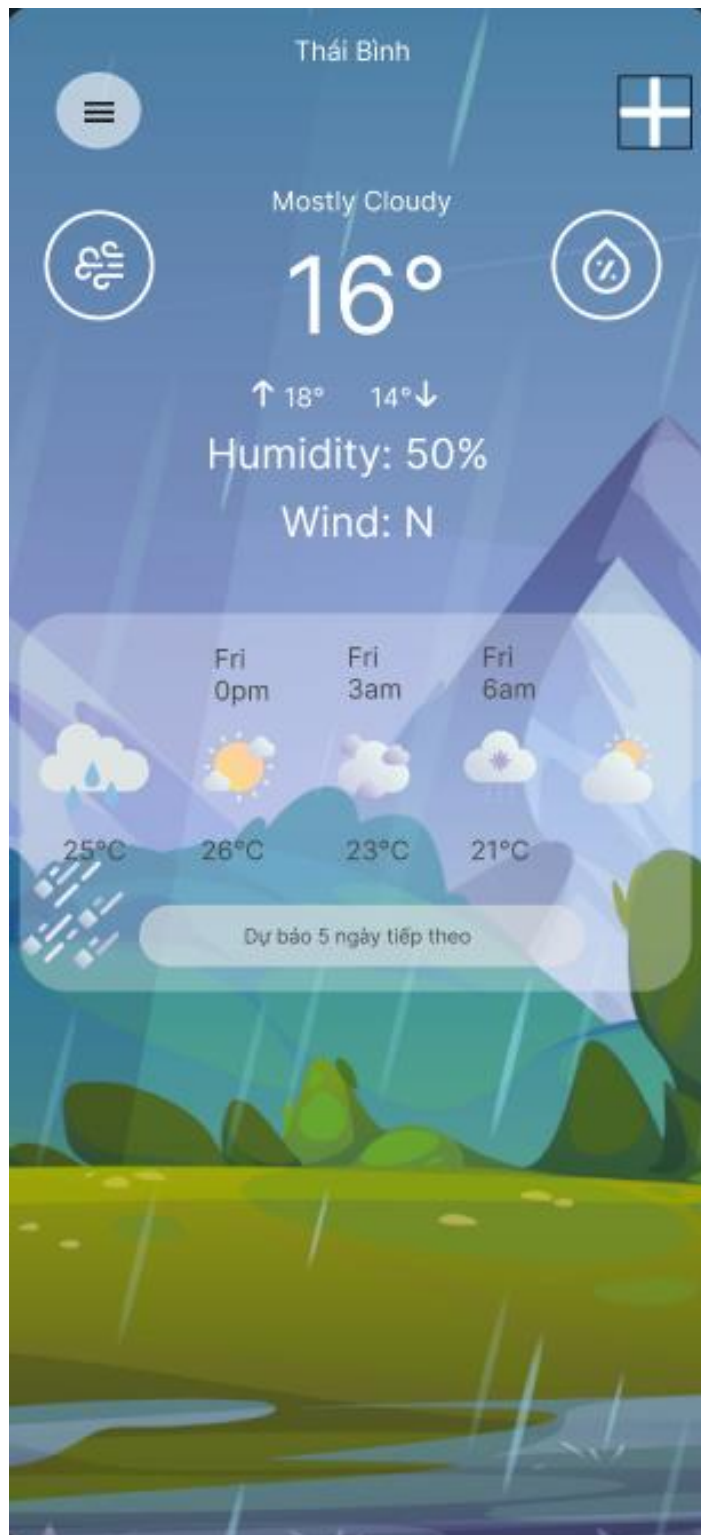 Thái Bình
Mostly Cloudy
16°
18° 14°
Humidity: 50%
Wind: N
Fri Fri Fri
0pm 3am 6am
25°C 26°C 23°C 21°C
Dự báo 5 ngày tiếp theo